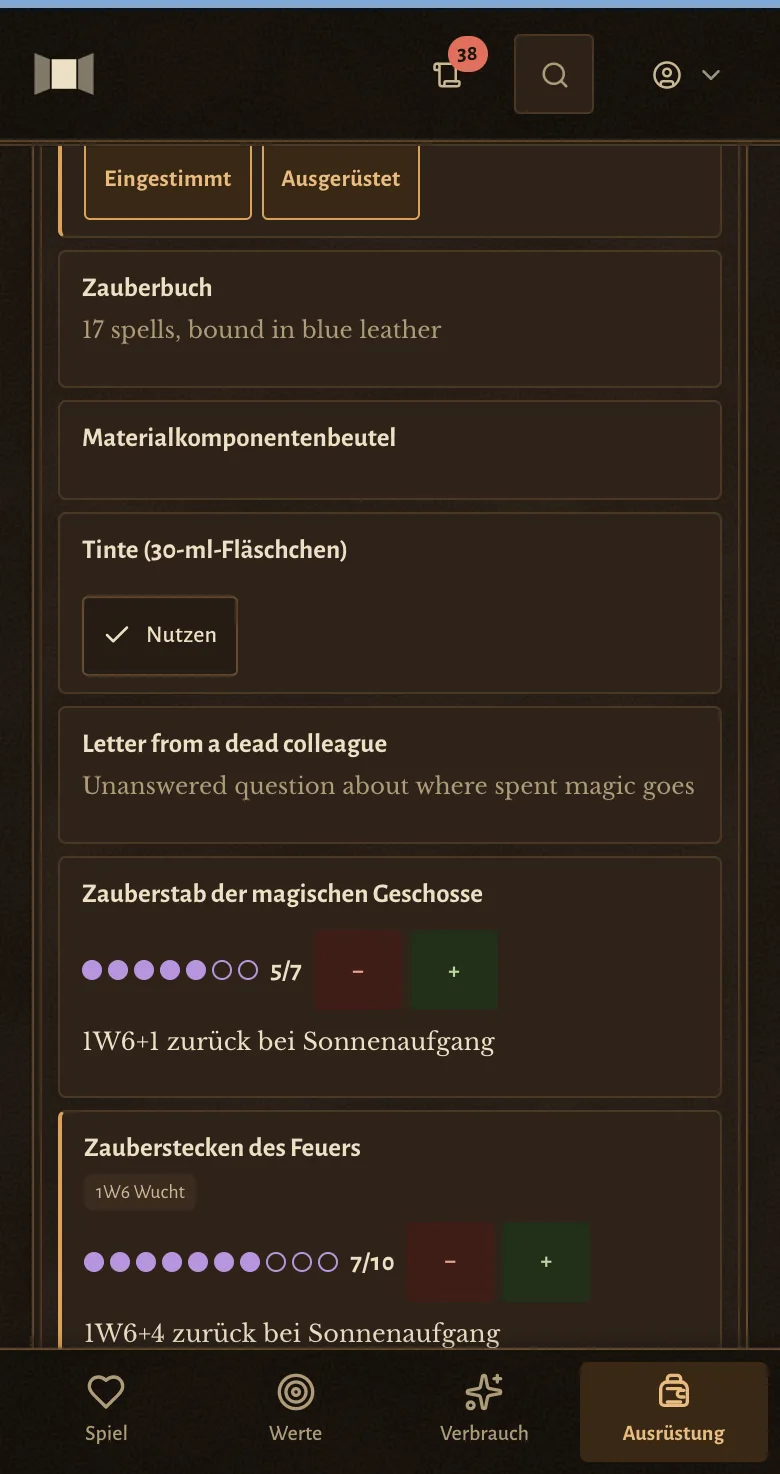 38
Eingestimmt
Ausgerüstet
Zauberbuch
17 spells, bound in blue leather
Materialkomponentenbeutel
Tinte (30-ml-Fläschchen)
Nutzen
Letter from a dead colleague
Unanswered question about where spent magic goes
Zauberstab der magischen Geschosse
5/7 − +
1W6+1 zurück bei Sonnenaufgang
Zauberstecken des Feuers
1W6 Wucht
7/10 − +
1W6+4 zurück bei Sonnenaufgang
Spiel
Werte
Verbrauch
Ausrüstung